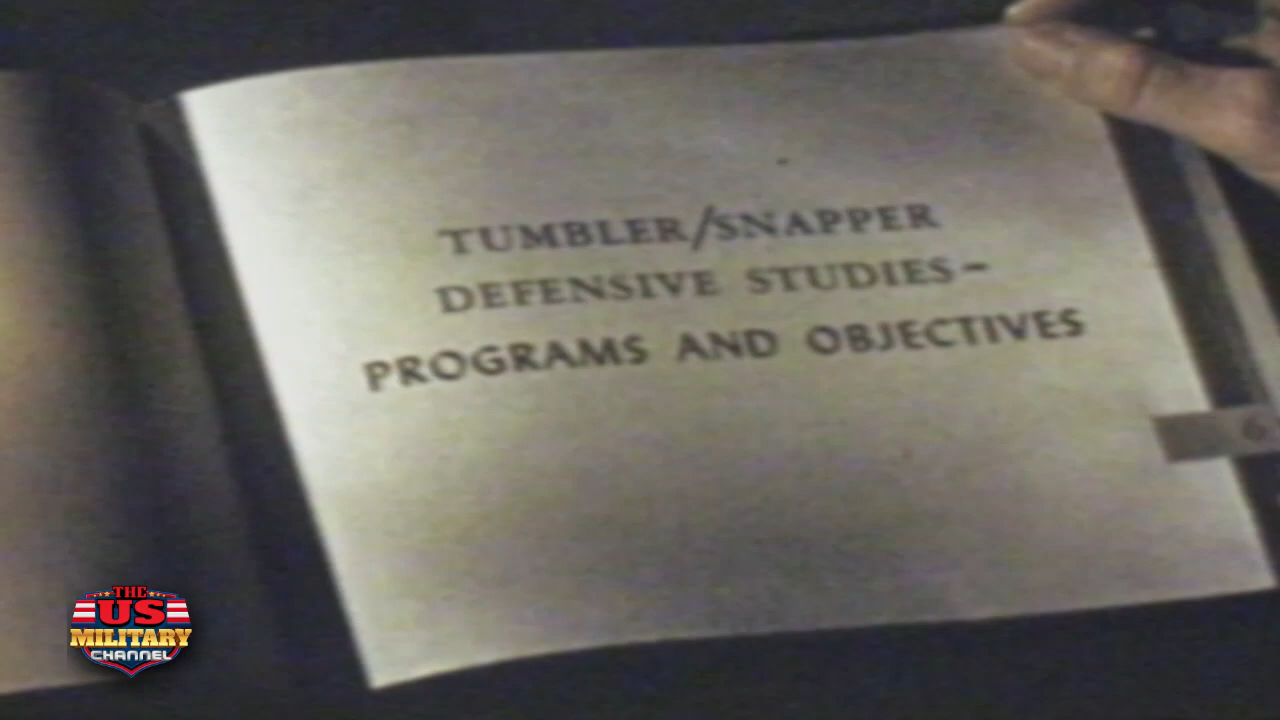 TUMBLER/SNAPPER
DEFENSIVE STUDIES-
PROGRAMS AND OBJECTIVES
6
THE
US
MILITARY
CHANNEL